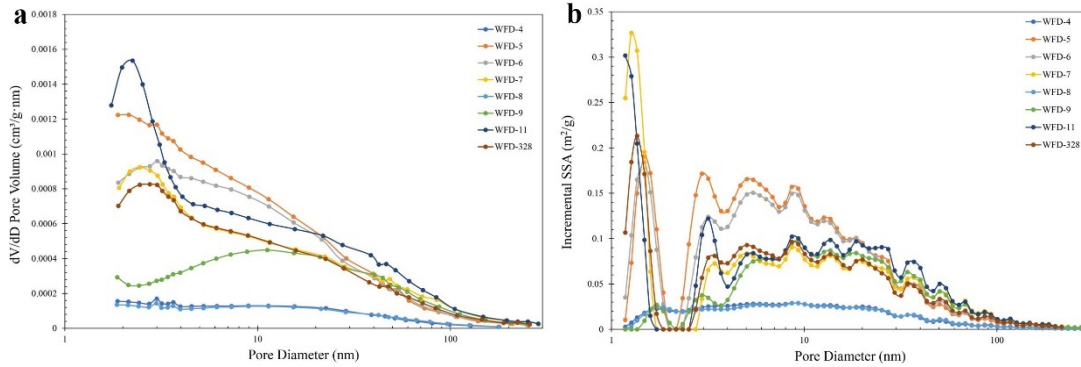 a
0.0018
0.0016
0.0014
0.0012
0.001
0.0008
0.0006
0.0004
0.0002
0
dV/dD Pore Volume (cm³/g·nm)
1
10
100
Pore Diameter (nm)
WFD-4
WFD-5
WFD-6
WFD-7
WFD-8
WFD-9
WFD-11
WFD-328
b
0.35
0.3
0.25
0.2
0.15
0.1
0.05
0
Incremental SSA (m²/g)
1
10
100
Pore Diameter (nm)
WFD-4
WFD-5
WFD-6
WFD-7
WFD-8
WFD-9
WFD-11
WFD-328